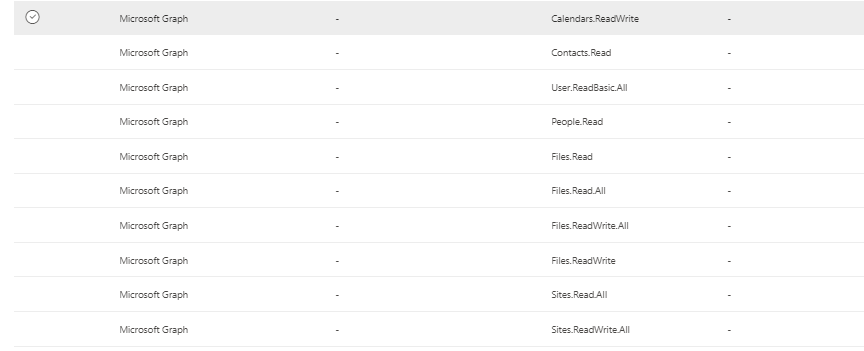 Microsoft Graph - Calendars.ReadWrite -
Microsoft Graph - Contacts.Read -
Microsoft Graph - User.ReadBasic.All -
Microsoft Graph - People.Read -
Microsoft Graph - Files.Read -
Microsoft Graph - Files.Read.All -
Microsoft Graph - Files.ReadWrite.All -
Microsoft Graph - Files.ReadWrite -
Microsoft Graph - Sites.Read.All -
Microsoft Graph - Sites.ReadWrite.All -